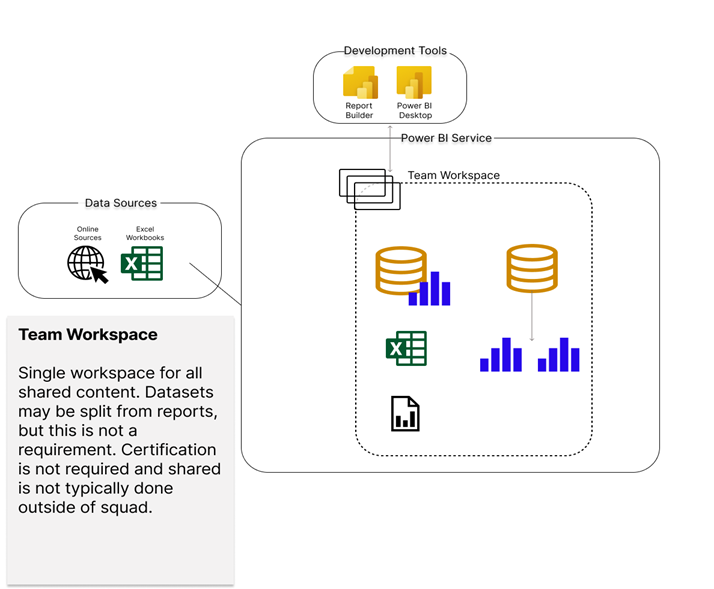 Development Tools
Report
Builder
Power BI
Desktop
Power BI Service
Team Workspace
Data Sources
Online
Sources
Excel
Workbooks
X
X
Team Workspace
Single workspace for all
shared content. Datasets
may be split from reports,
but this is not a
requirement. Certification
is not required and shared
is not typically done
outside of squad.